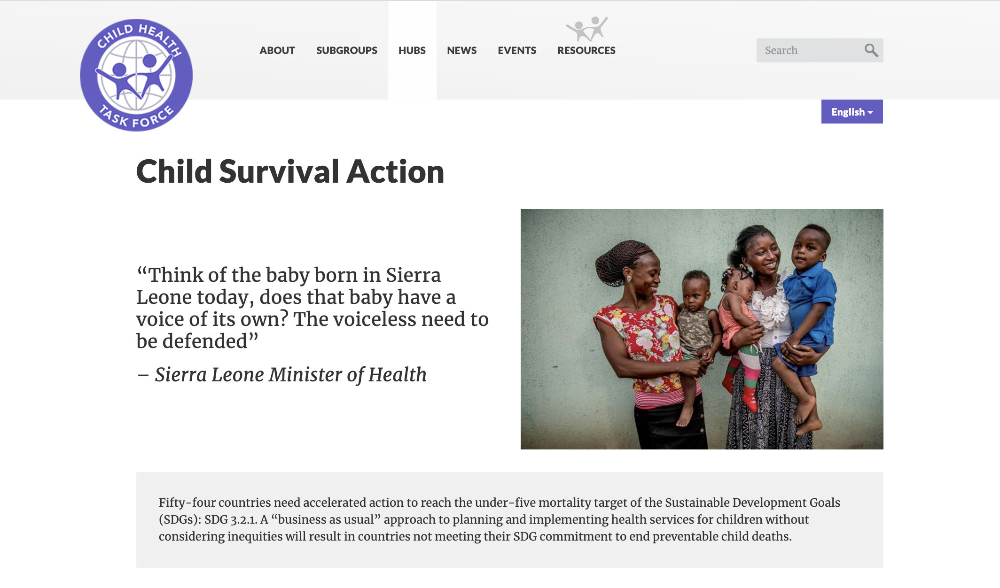 CHILD HEALTH
TASK FORCE
ABOUT
SUBGROUPS
HUBS
NEWS
EVENTS
RESOURCES
Search
English
Child Survival Action
“Think of the baby born in Sierra
Leone today, does that baby have a
voice of its own? The voiceless need to
be defended”
– Sierra Leone Minister of Health
Fifty-four countries need accelerated action to reach the under-five mortality target of the Sustainable Development Goals
(SDGs): SDG 3.2.1. A “business as usual” approach to planning and implementing health services for children without
considering inequities will result in countries not meeting their SDG commitment to end preventable child deaths.